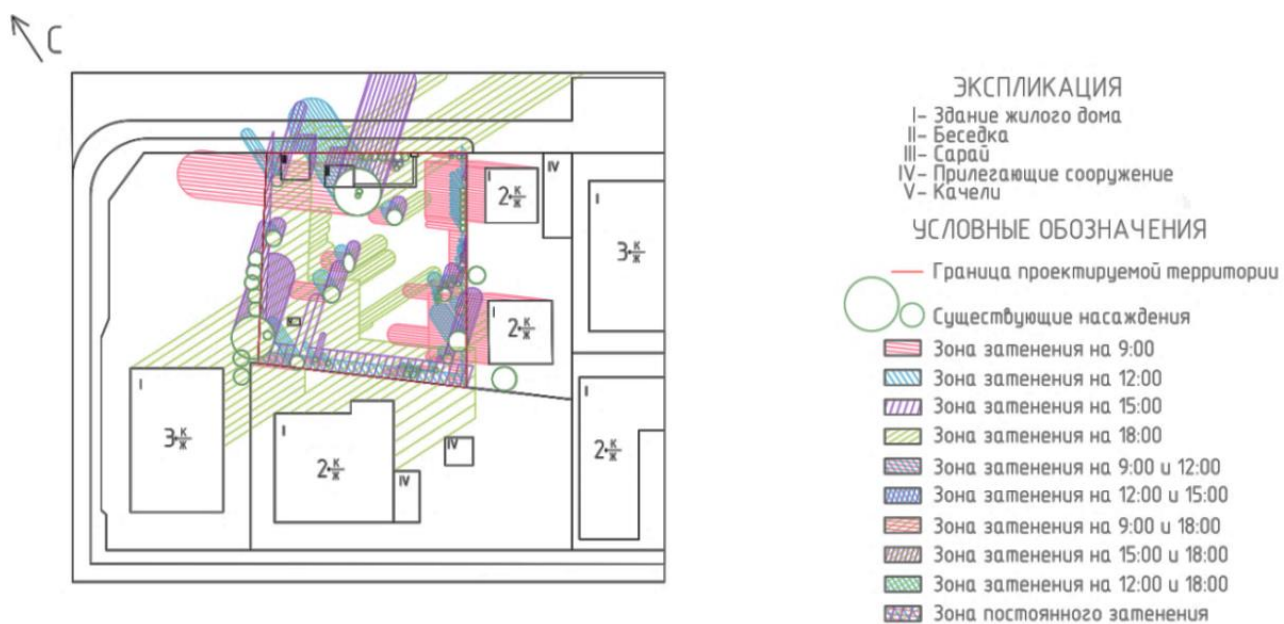 С
ЭКСПЛИКАЦИЯ
I- Здание жилого дома
II- Беседка
III- Сарай
IV- Прилегающие сооружение
V- Качели
УСЛОВНЫЕ ОБОЗНАЧЕНИЯ
Граница проектируемой территории
Существующие насаждения
Зона затенения на 9:00
Зона затенения на 12:00
Зона затенения на 15:00
Зона затенения на 18:00
Зона затенения на 9:00 и 12:00
Зона затенения на 12:00 и 15:00
Зона затенения на 9:00 и 18:00
Зона затенения на 15:00 и 18:00
Зона затенения на 12:00 и 18:00
Зона постоянного затенения
I
2 к/ж
IV
I
3 к/ж
I
2 к/ж
I
3 к/ж
I
2 к/ж
IV
IV
I
2 к/ж